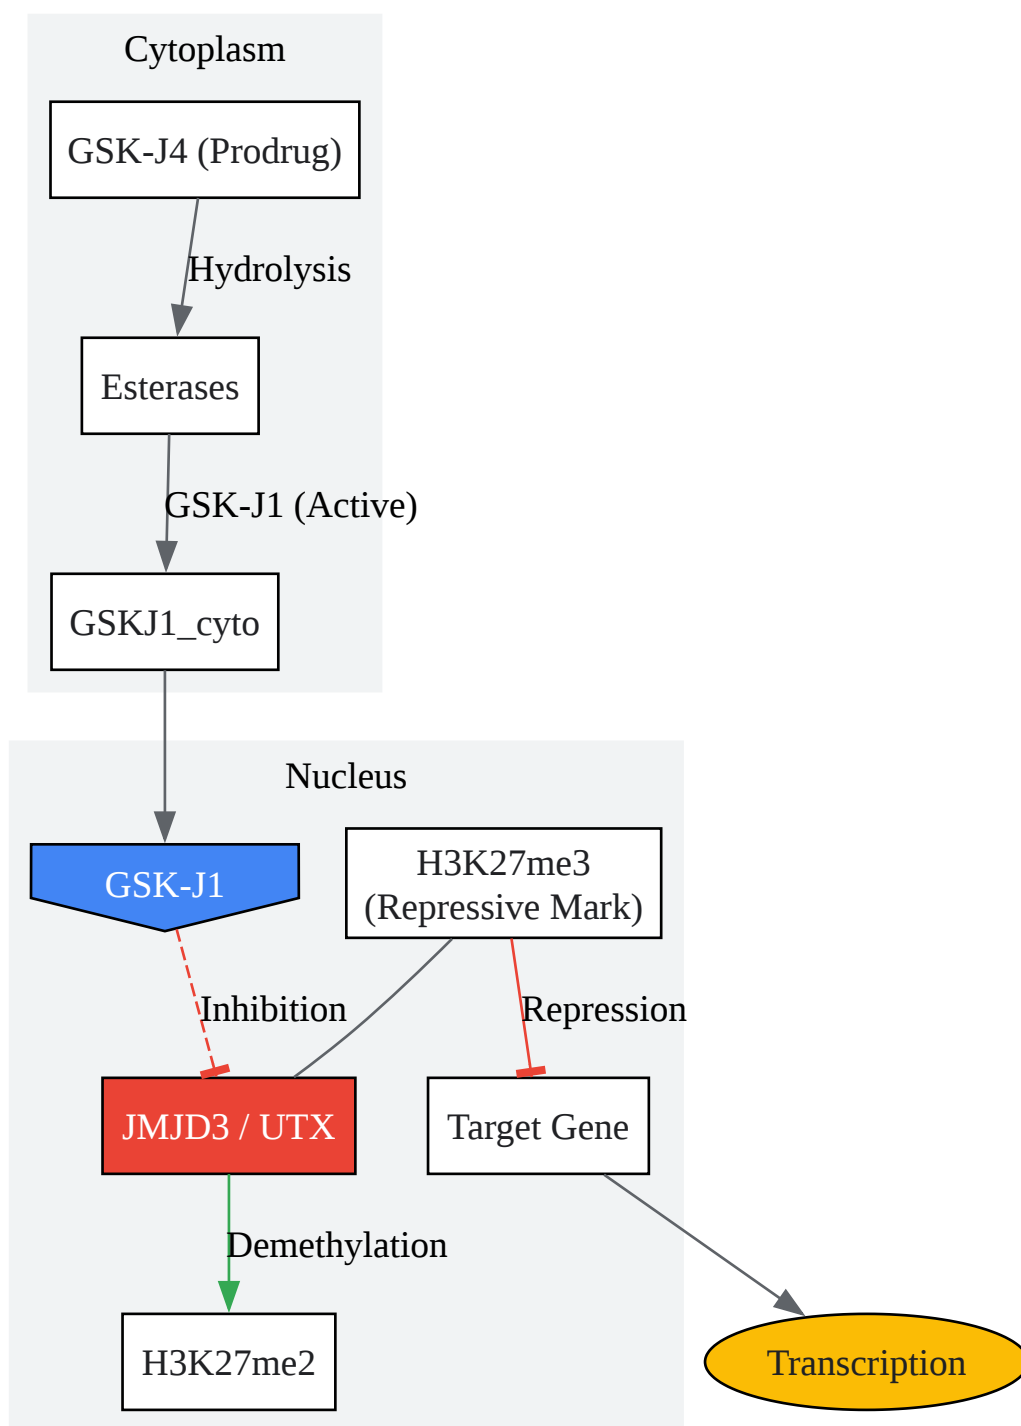 Cytoplasm
GSK-J4 (Prodrug)
Hydrolysis
Esterases
GSK-J1 (Active)
GSKJ1_cyto
Nucleus
GSK-J1
H3K27me3
(Repressive Mark)
Inhibition
Repression
JMJD3 / UTX
Target Gene
Demethylation
H3K27me2
Transcription